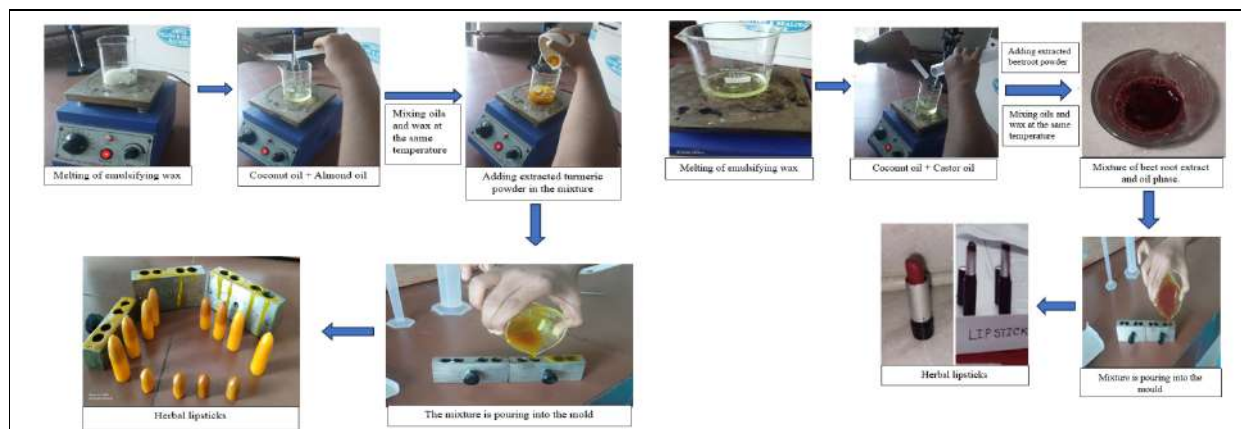 Melting of emulsifying wax
Coconut oil + Almond oil
Mixing oils
and wax at
the same
temperature
Adding extracted turmeric
powder in the mixture
The mixture is pouring into the mold
Herbal lipsticks
Melting of emulsifying wax
Coconut oil + Castor oil
Adding extracted
beetroot powder
Mixing oils and
wax at the same
temperature
Mixture of beet root extract
and oil phase.
Mixture is pouring into the
mould
LIPSTICK
Herbal lipsticks